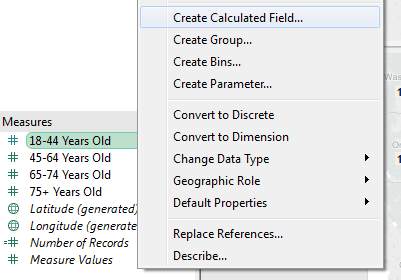 Create Calculated Field...
Create Group...
Create Bins...
Create Parameter...
Convert to Discrete
Convert to Dimension
Change Data Type
Geographic Role
Default Properties
Replace References...
Describe...
Measures
18-44 Years Old
45-64 Years Old
65-74 Years Old
75+ Years Old
Latitude (generated)
Longitude (generated)
Number of Records
Measure Values
Was
1
Or
1